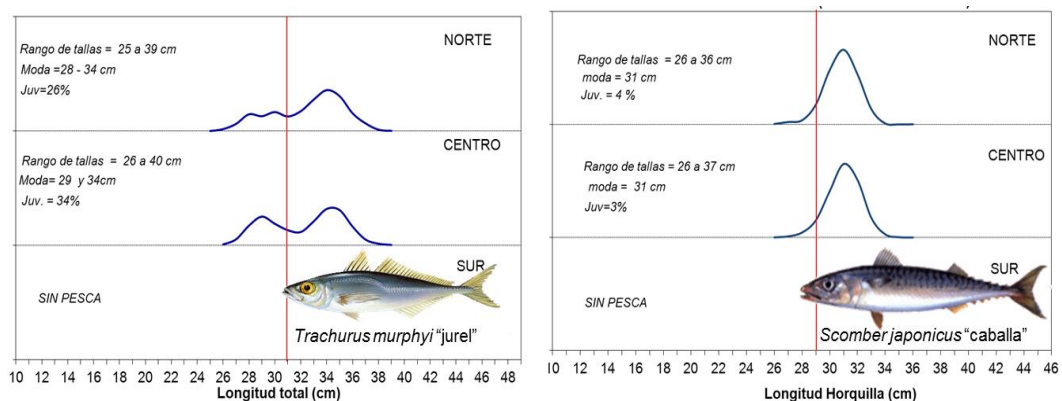 NORTE
Rango de tallas = 25 a 39 cm
Moda =28 - 34 cm
Juv=26%
CENTRO
Rango de tallas = 26 a 40 cm
Moda= 29 y 34cm
Juv. = 34%
SUR
SIN PESCA
Trachurus murphyi "jurel"
10 12 14 16 18 20 22 24 26 28 30 32 34 36 38 40 42 44 46 48
Longitud total (cm)
NORTE
Rango de tallas = 26 a 36 cm
moda = 31 cm
Juv. = 4 %
CENTRO
Rango de tallas = 26 a 37 cm
moda = 31 cm
Juv=3%
SUR
SIN PESCA
Scomber japonicus "caballa"
10 12 14 16 18 20 22 24 26 28 30 32 34 36 38 40 42 44 46
Longitud Horquilla (cm)